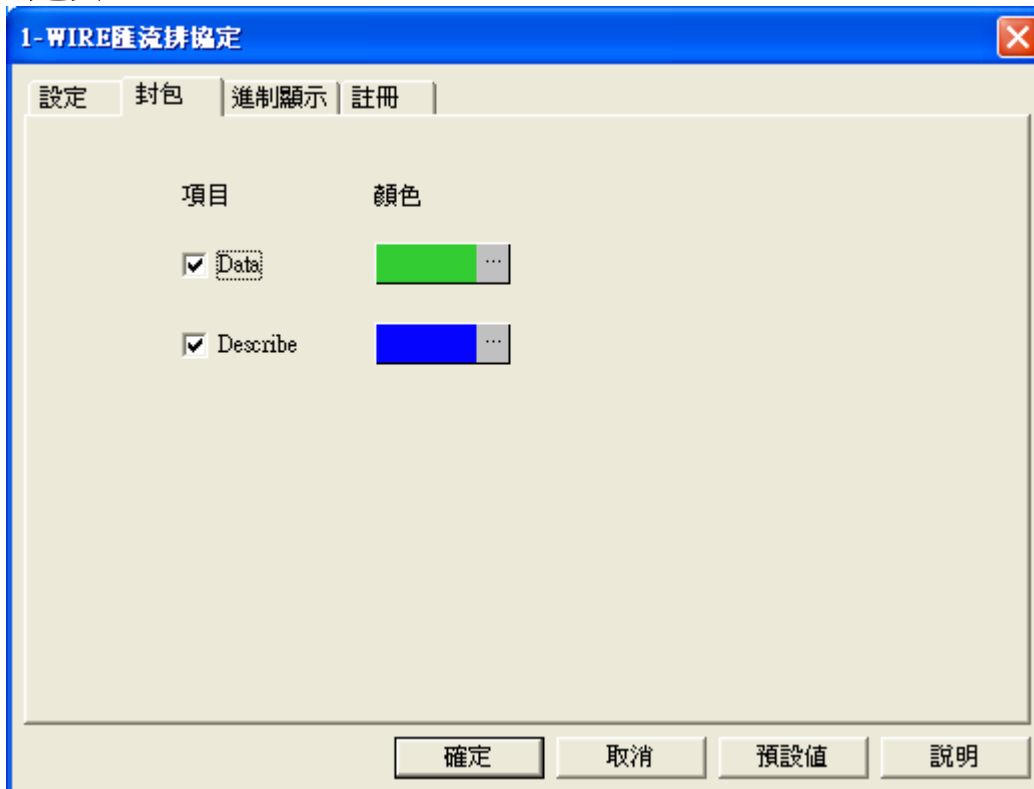 1-WIRE匯流排協定
設定 封包 進制顯示 註冊
項目 顏色
Data ...
Describe ...
確定 取消 預設值 說明